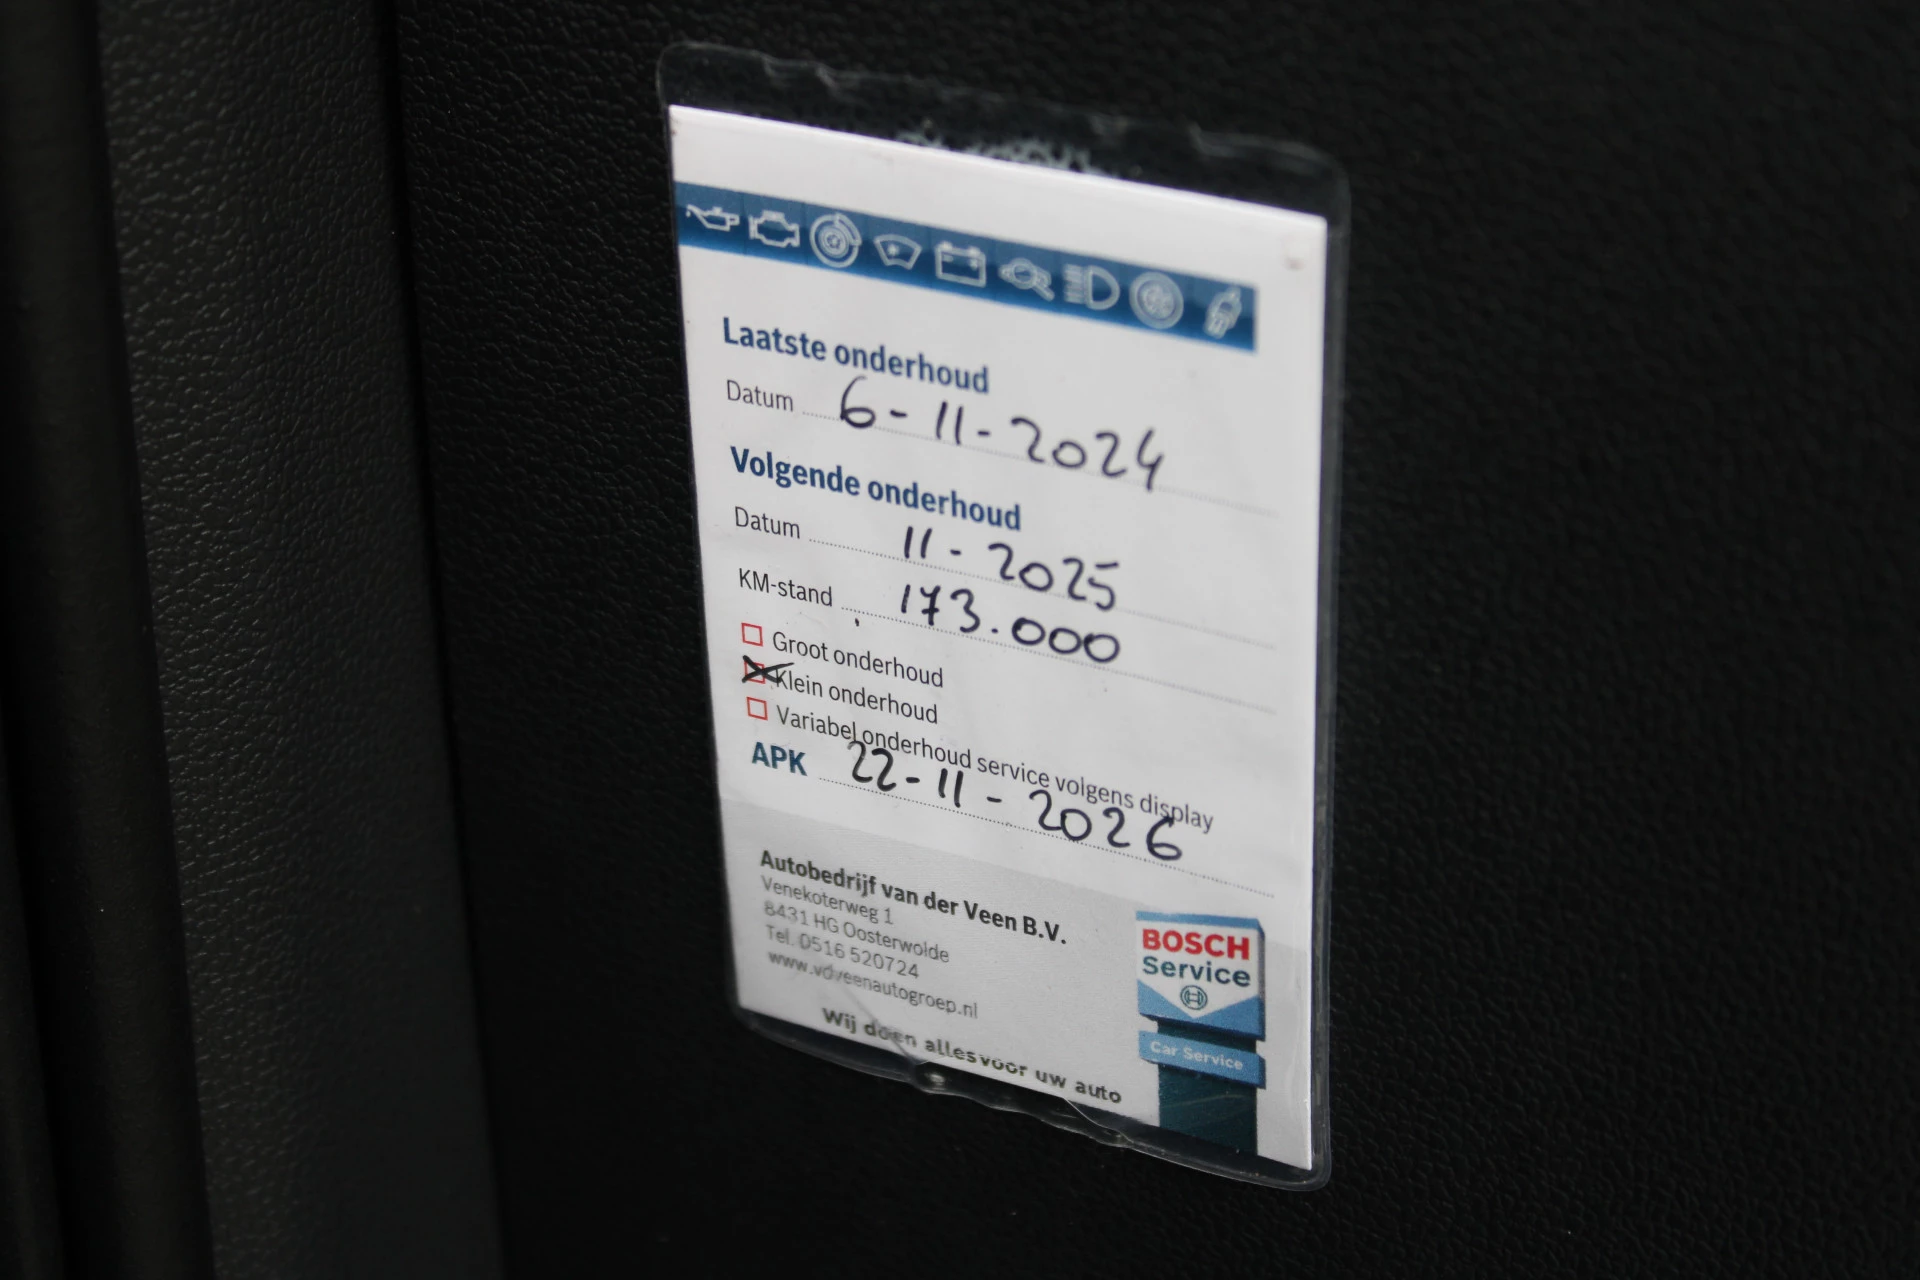 Laatste onderhoud
Datum 6-11-2024
Volgende onderhoud
Datum 11-2025
KM-stand 173.000
Groot onderhoud
Klein onderhoud
Variabel onderhoud service volgens display
APK 22-11-2026
Autobedrijf van der Veen B.V.
Venekoterweg 1
8431 HG Oosterwolde
Tel. 0516 520724
www.vdveenautogroep.nl
Wij doen alles voor uw auto
BOSCH
Service
Car Service